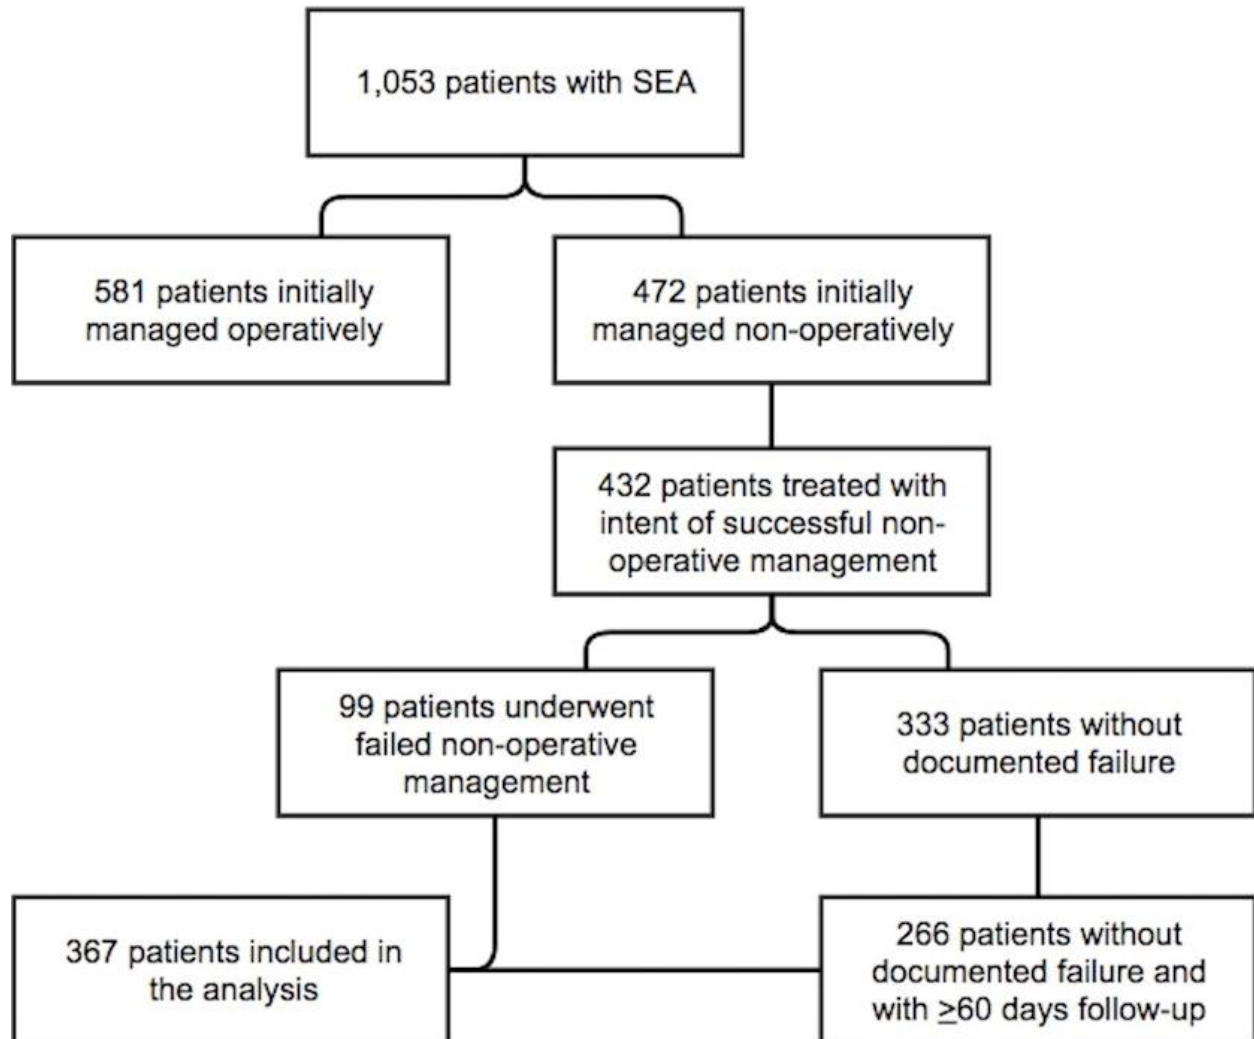 1,053 patients with SEA
581 patients initially
managed operatively
472 patients initially
managed non-operatively
432 patients treated with
intent of successful non-
operative management
99 patients underwent
failed non-operative
management
333 patients without
documented failure
367 patients included in
the analysis
266 patients without
documented failure and
with ≥60 days follow-up